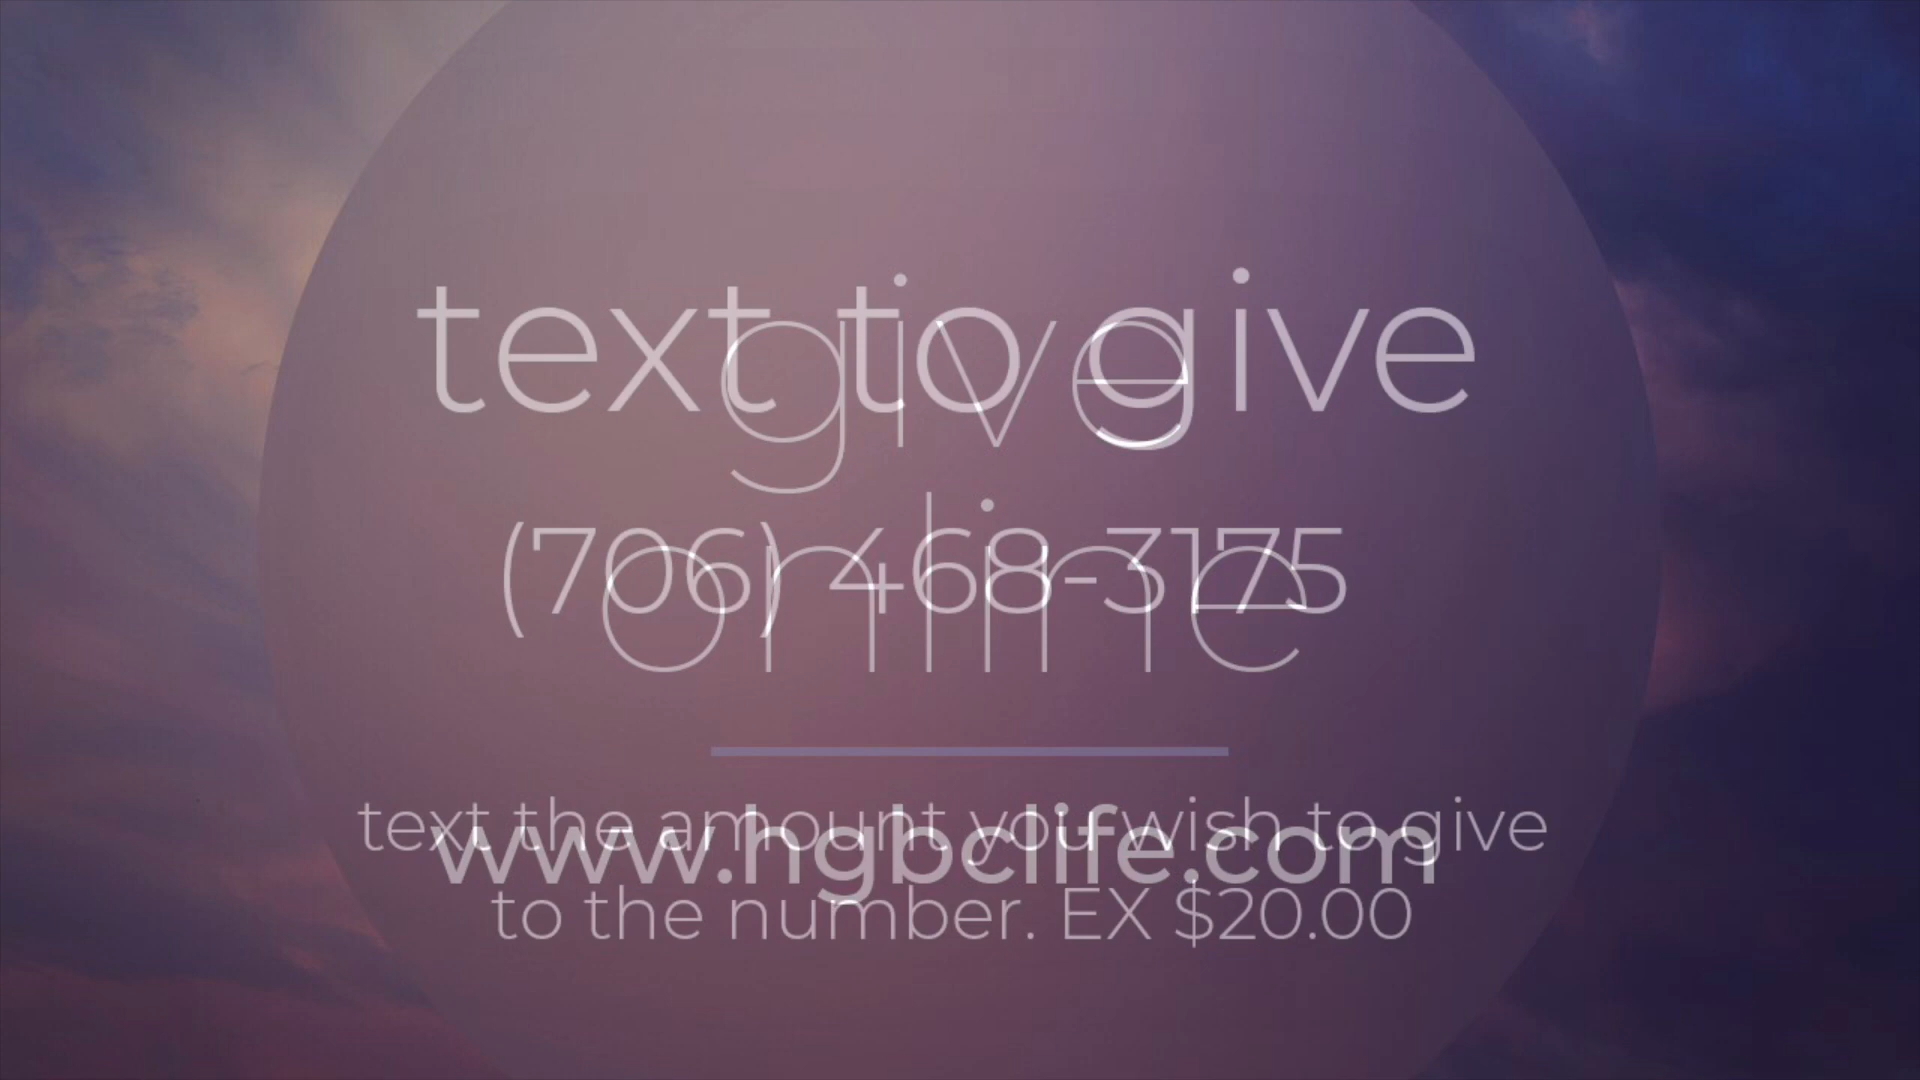 text to give
(706) 468-3175
text the amount you wish to give
to the number. EX $20.00
give
online
www.hgbclife.com